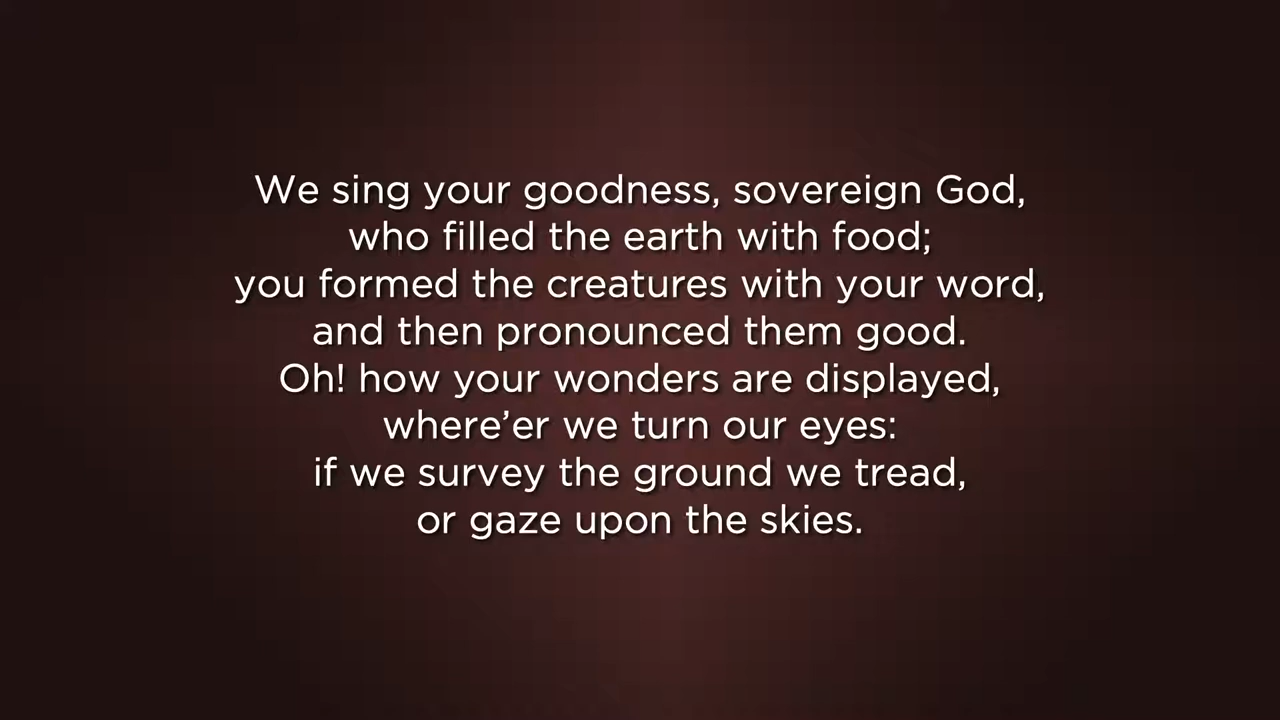 We sing your goodness, sovereign God,
who filled the earth with food;
you formed the creatures with your word,
and then pronounced them good.
Oh! how your wonders are displayed,
where’er we turn our eyes:
if we survey the ground we tread,
or gaze upon the skies.